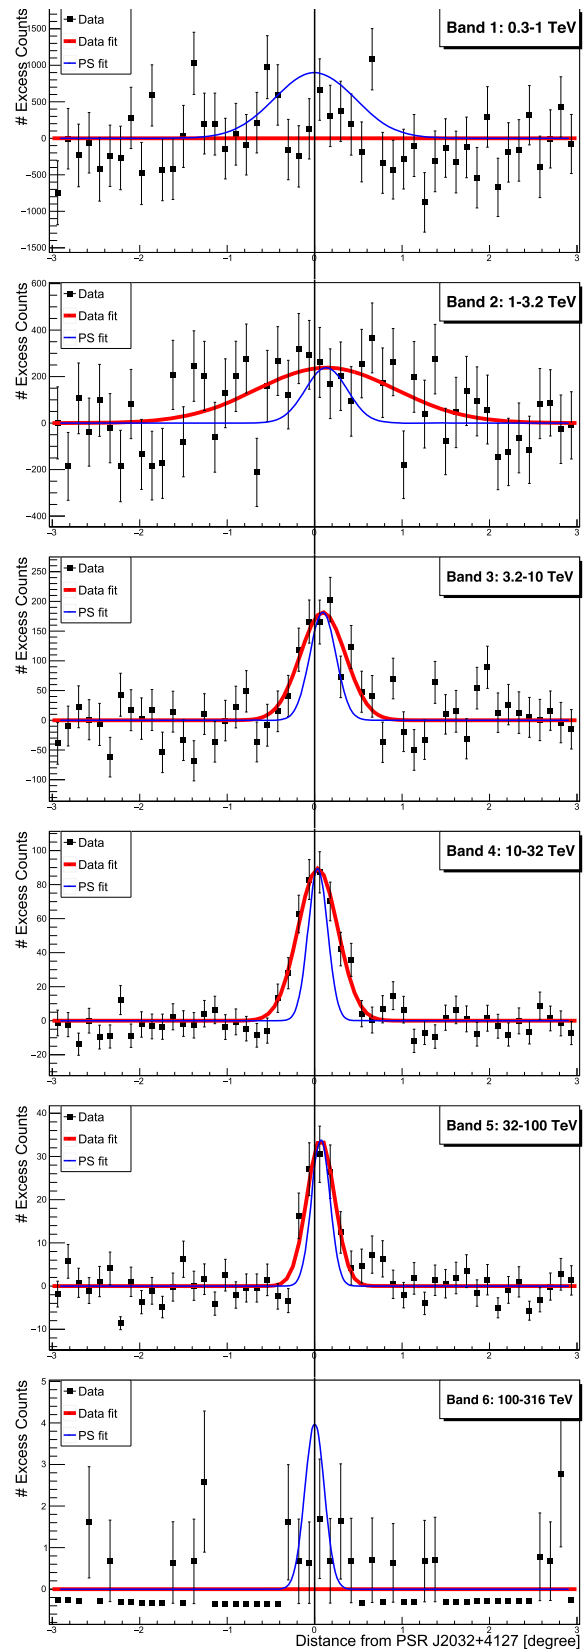 # Excess Counts
Data
Data fit
PS fit
Band 1: 0.3-1 TeV
1500
1000
500
0
−500
−1000
−1500
−3 −2 −1 0 1 2 3
# Excess Counts
Data
Data fit
PS fit
Band 2: 1-3.2 TeV
600
400
200
0
−200
−400
−3 −2 −1 0 1 2 3
# Excess Counts
Data
Data fit
PS fit
Band 3: 3.2-10 TeV
250
200
150
100
50
0
−50
−100
−3 −2 −1 0 1 2 3
# Excess Counts
Data
Data fit
PS fit
Band 4: 10-32 TeV
100
80
60
40
20
0
−20
−3 −2 −1 0 1 2 3
# Excess Counts
Data
Data fit
PS fit
Band 5: 32-100 TeV
40
30
20
10
0
−10
−3 −2 −1 0 1 2 3
# Excess Counts
Data
Data fit
PS fit
Band 6: 100-316 TeV
5
4
3
2
1
0
−3 −2 −1 0 1 2 3
Distance from PSR J2032+4127 [degree]